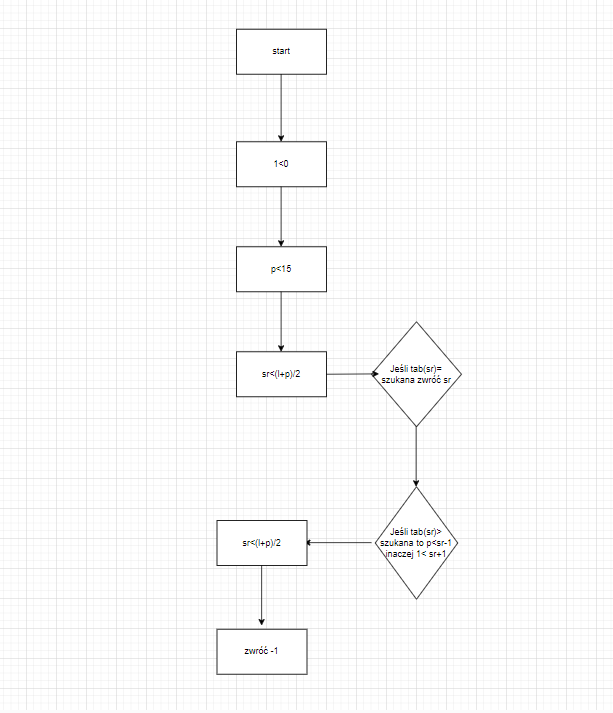 start
1<0
p<15
sr<(l+p)/2
Jeśli tab(sr)=
szukana zwróć sr
Jeśli tab(sr)>
szukana to p<sr-1
inaczej 1< sr+1
sr<(l+p)/2
zwróć -1